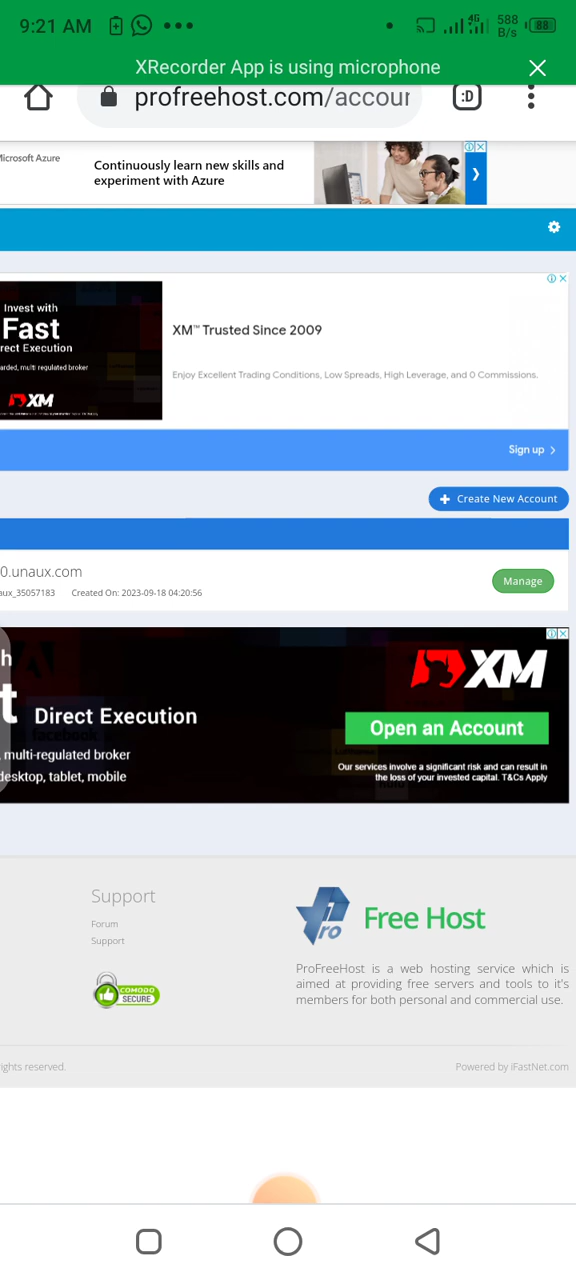 9:21 AM
4G
588
B/s
88
XRecorder App is using microphone
profreehost.com/accour
:D
Microsoft Azure
Continuously learn new skills and
experiment with Azure
Invest with
Fast
rect Execution
arded, multi regulated broker
XM
XM™ Trusted Since 2009
Enjoy Excellent Trading Conditions, Low Spreads, High Leverage, and 0 Commissions.
Sign up
+ Create New Account
0.unaux.com
aux_35057183 Created On: 2023-09-18 04:20:56
Manage
h
t Direct Execution
, multi-regulated broker
desktop, tablet, mobile
XM
Open an Account
Our services involve a significant risk and can result in
the loss of your invested capital. T&Cs Apply
Support
Forum
Support
COMODO
SECURE
Pro
Free Host
ProFreeHost is a web hosting service which is
aimed at providing free servers and tools to it's
members for both personal and commercial use.
ights reserved.
Powered by iFastNet.com